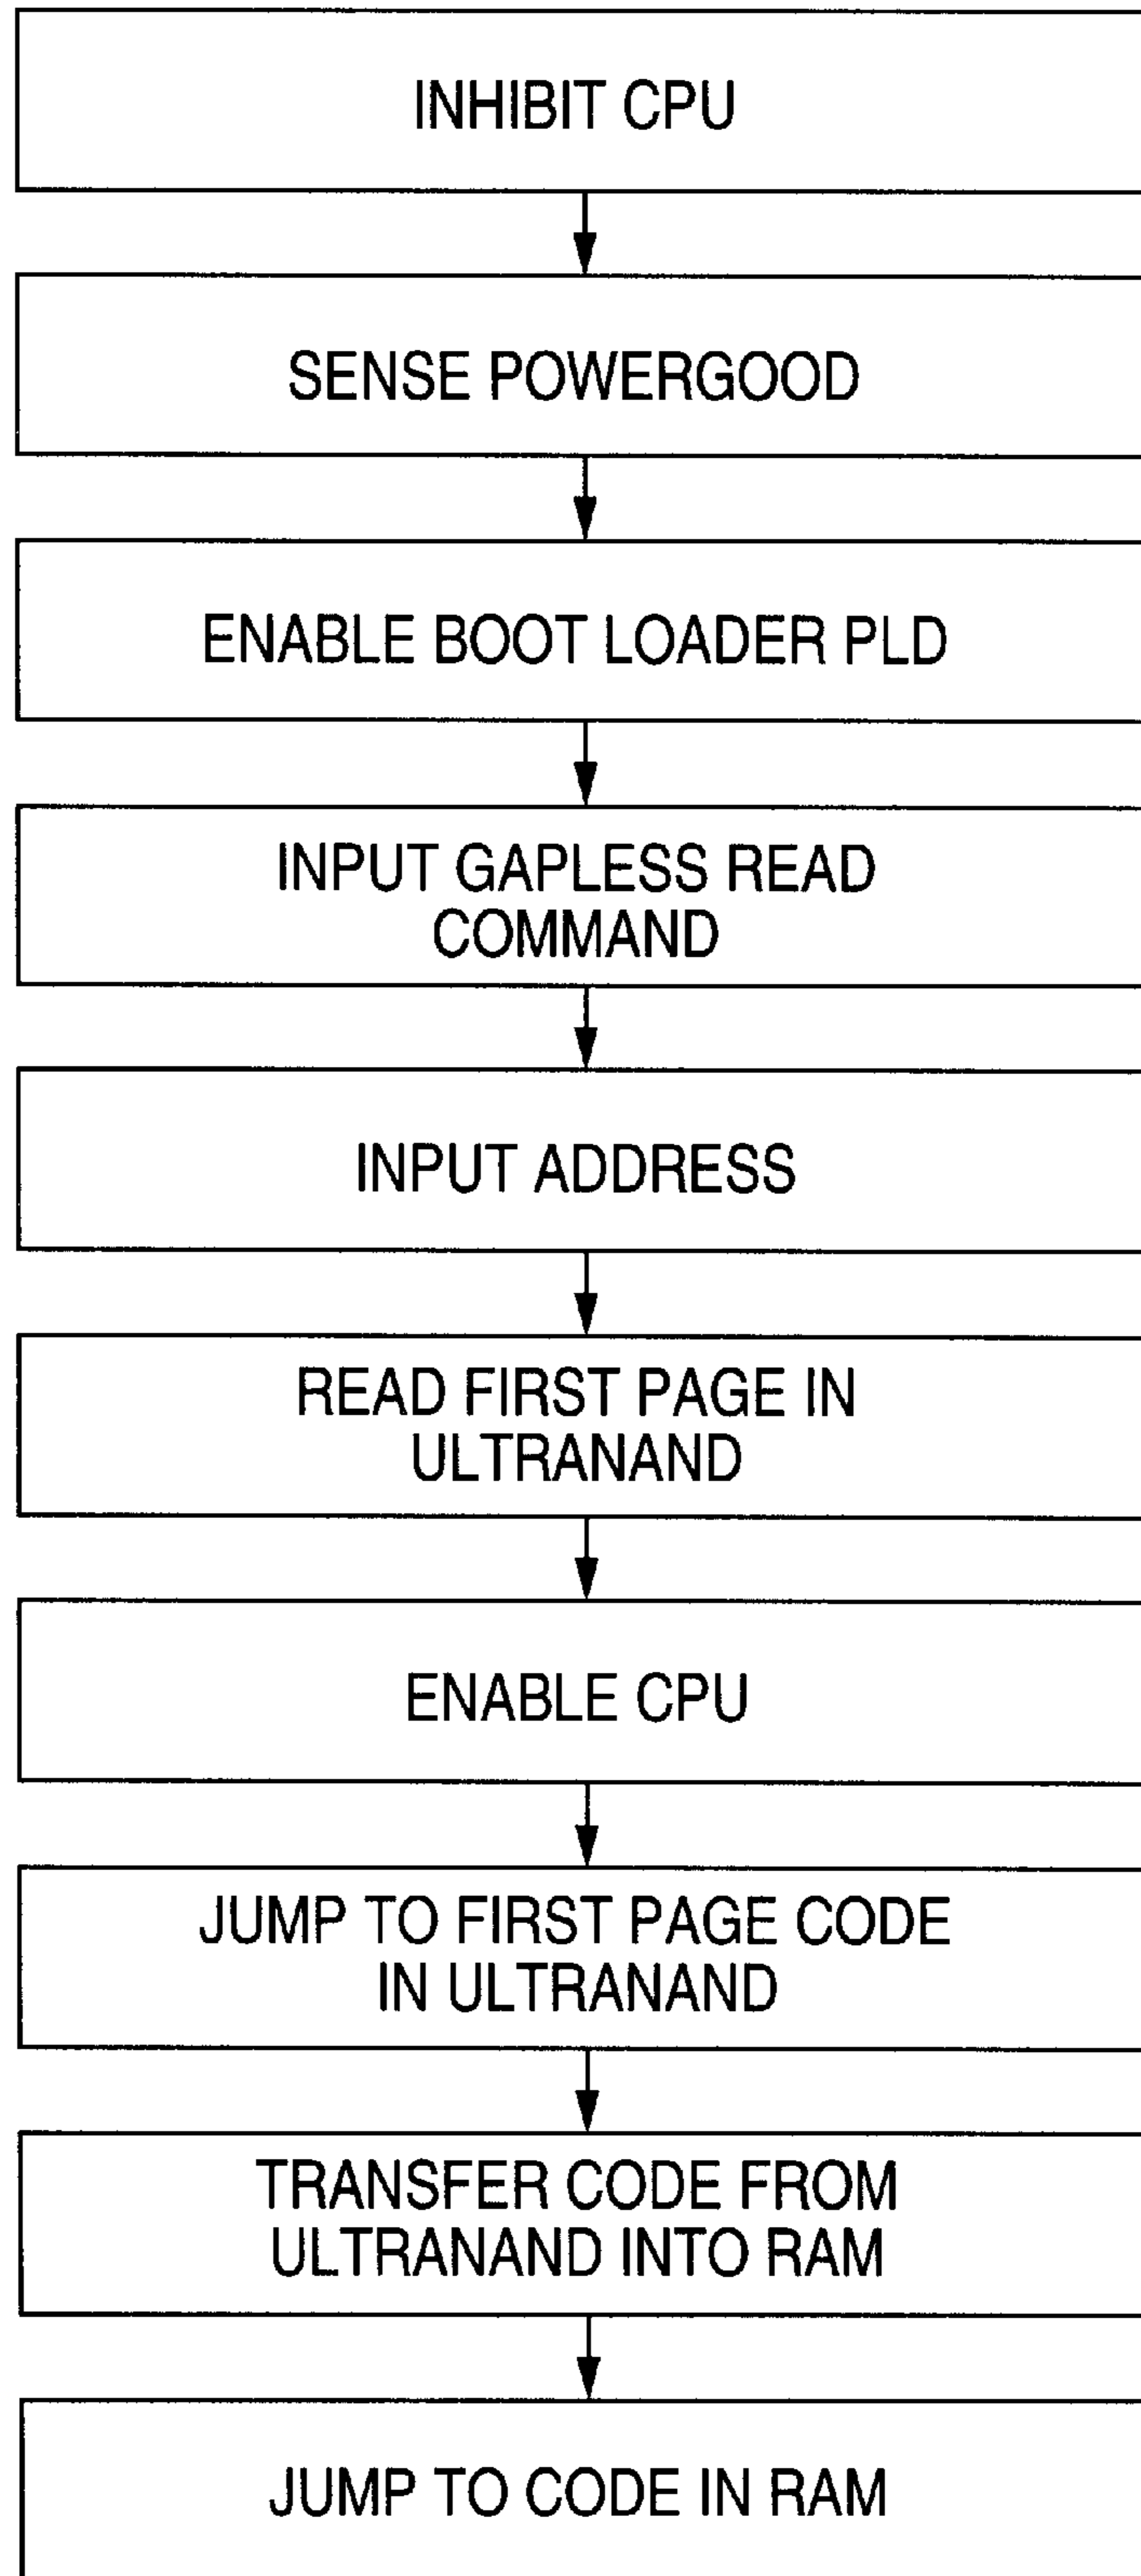 INHIBIT CPU
SENSE POWERGOOD
ENABLE BOOT LOADER PLD
INPUT GAPLESS READ
COMMAND
INPUT ADDRESS
READ FIRST PAGE IN
ULTRANAND
ENABLE CPU
JUMP TO FIRST PAGE CODE
IN ULTRANAND
TRANSFER CODE FROM
ULTRANAND INTO RAM
JUMP TO CODE IN RAM